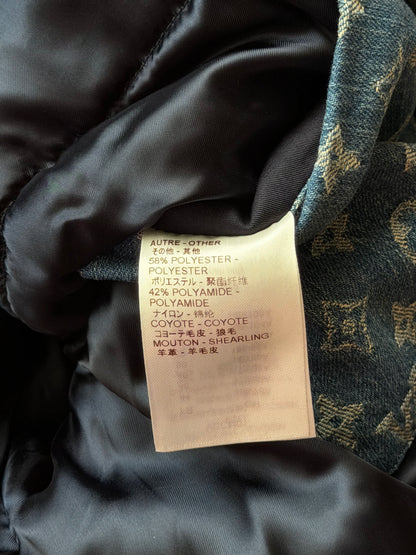 AUTRE - OTHER
その他 - 其他
58% POLYESTER -
POLYESTER
ポリエステル - 聚酯纤维
42% POLYAMIDE -
POLYAMIDE
ナイロン - 锦纶
COYOTE - COYOTE
コヨーテ毛皮 - 狼毛
MOUTON - SHEARLING
羊革 - 羊毛皮